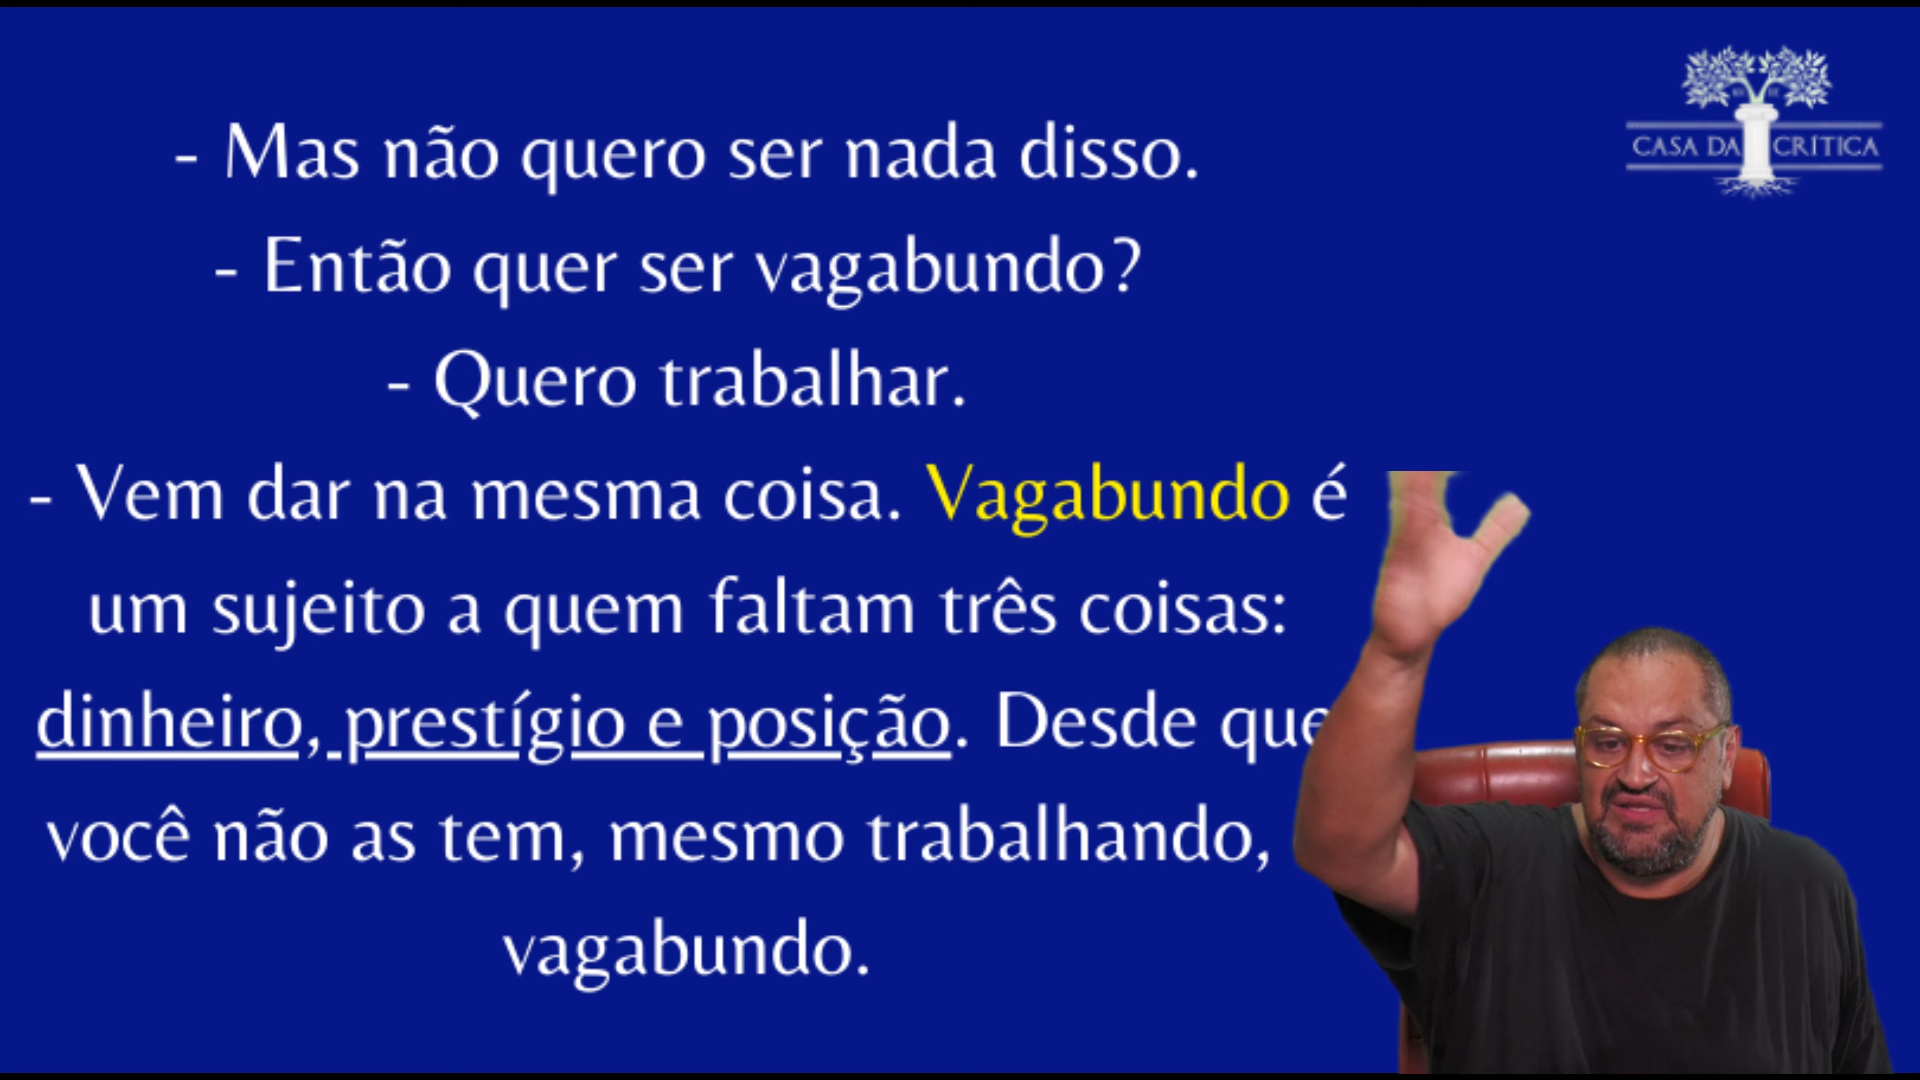 - Mas não quero ser nada disso.
- Então quer ser vagabundo?
- Quero trabalhar.
- Vem dar na mesma coisa. Vagabundo é
um sujeito a quem faltam três coisas:
dinheiro, prestígio e posição. Desde que
você não as tem, mesmo trabalhando,
vagabundo.
CASA DA CRÍTICA